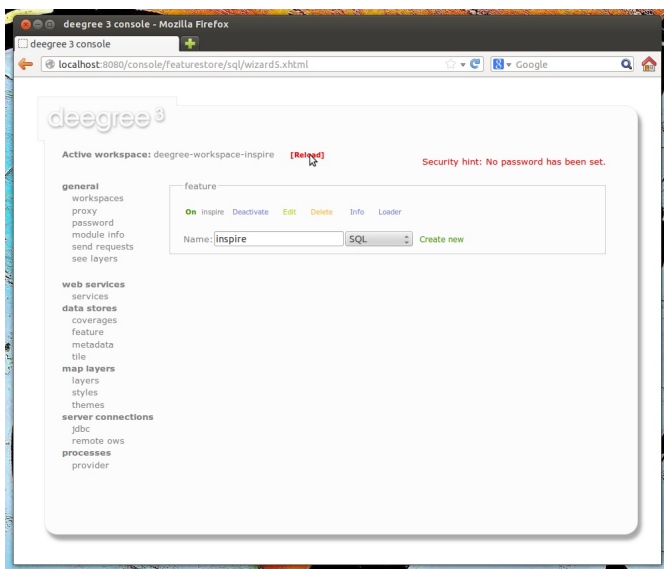 deegree 3 console - Mozilla Firefox
deegree 3 console
localhost:8080/console/featurestore/sql/wizard5.xhtml
Google
deegree 3
Active workspace: deegree-workspace-inspire [Reload]
Security hint: No password has been set.
general
workspaces
proxy
password
module info
send requests
see layers
web services
services
data stores
coverages
feature
metadata
tile
map layers
layers
styles
themes
server connections
jdbc
remote ows
processes
provider
feature
On inspire Deactivate Edit Delete Info Loader
Name: inspire SQL Create new